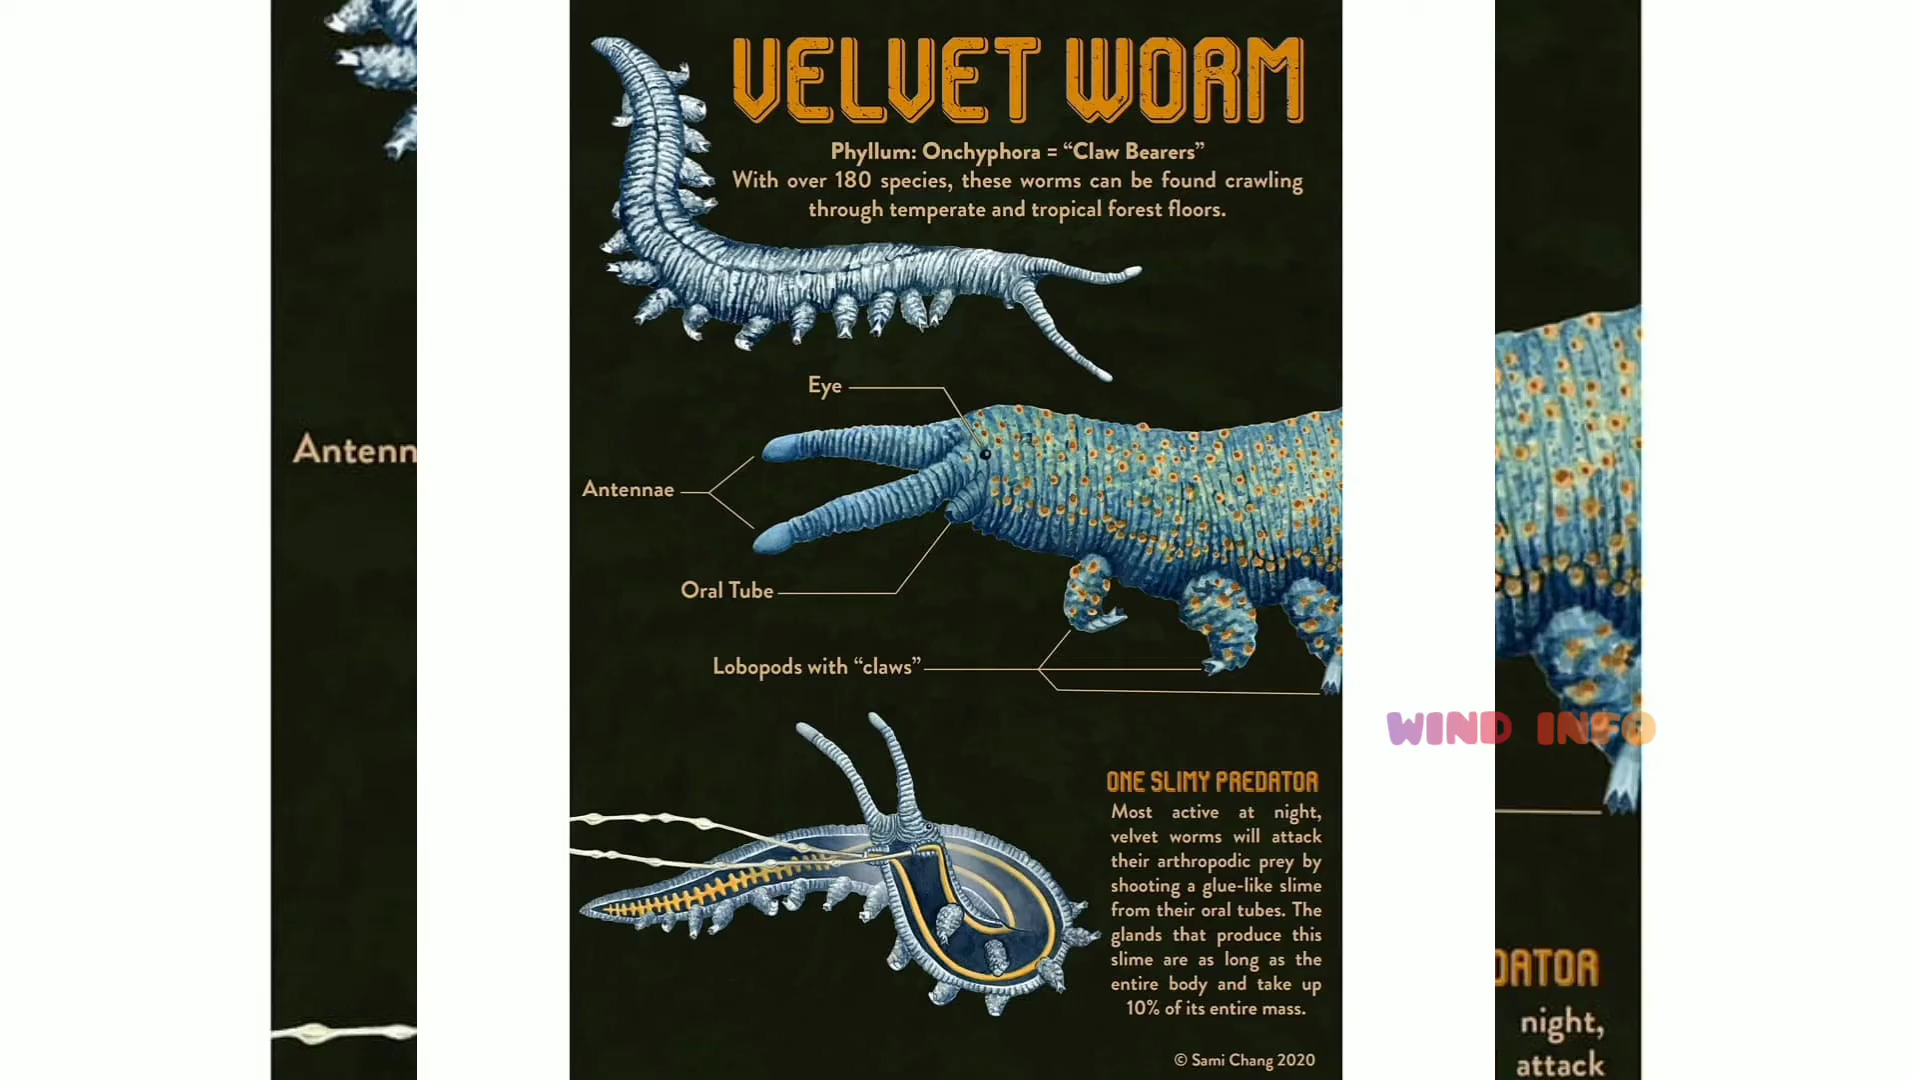 VELVET WORM
Phyllum: Onchyphora = “Claw Bearers”
With over 180 species, these worms can be found crawling
through temperate and tropical forest floors.
Eye
Antenn
Antennae
Oral Tube
Lobopods with “claws”
WIND INFO
ONE SLIMY PREDATOR
Most active at night,
velvet worms will attack
their arthropodic prey by
shooting a glue-like slime
from their oral tubes. The
glands that produce this
slime are as long as the
entire body and take up
10% of its entire mass.
© Sami Chang 2020
DATOR
night,
attack